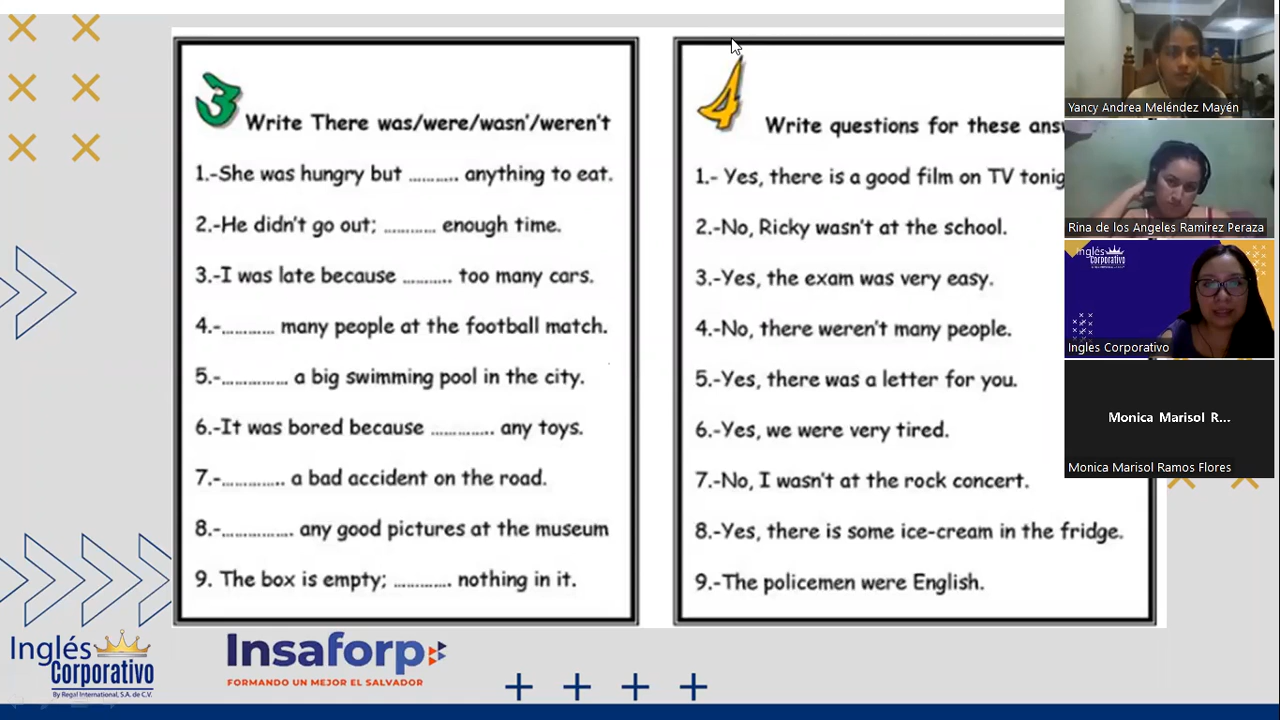 3
Write There was/were/wasn'/weren't
1.-She was hungry but ........... anything to eat.
2.-He didn't go out; ............ enough time.
3.-I was late because ........... too many cars.
4.-............ many people at the football match.
5.-............... a big swimming pool in the city.
6.-It was bored because .............. any toys.
7.-.............. a bad accident on the road.
8.-................ any good pictures at the museum
9. The box is empty; ............. nothing in it.
4
Write questions for these
1.- Yes, there is a good film on TV
2.-No, Ricky wasn't at the school.
3.-Yes, the exam was very easy.
4.-No, there weren't many people.
5.-Yes, there was a letter for you.
6.-Yes, we were very tired.
7.-No, I wasn't at the rock concert.
8.-Yes, there is some ice-cream in the fridge.
9.-The policemen were English.
Yancy Andrea Meléndez Mayén
Rina de los Angeles Ramirez Peraza
Inglés
Corporativo
Ingles Corporativo
Monica Marisol R...
Monica Marisol Ramos Flores
Inglés
Corporativo
By Regal International, S.A. de C.V.
Insaforp
FORMANDO UN MEJOR EL SALVADOR